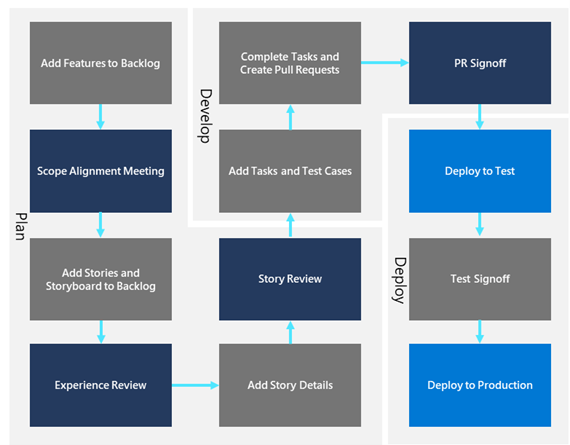 Plan
Add Features to Backlog
Scope Alignment Meeting
Add Stories and
Storyboard to Backlog
Experience Review
Add Story Details
Story Review
Develop
Add Tasks and Test Cases
Complete Tasks and
Create Pull Requests
PR Signoff
Deploy
Deploy to Test
Test Signoff
Deploy to Production